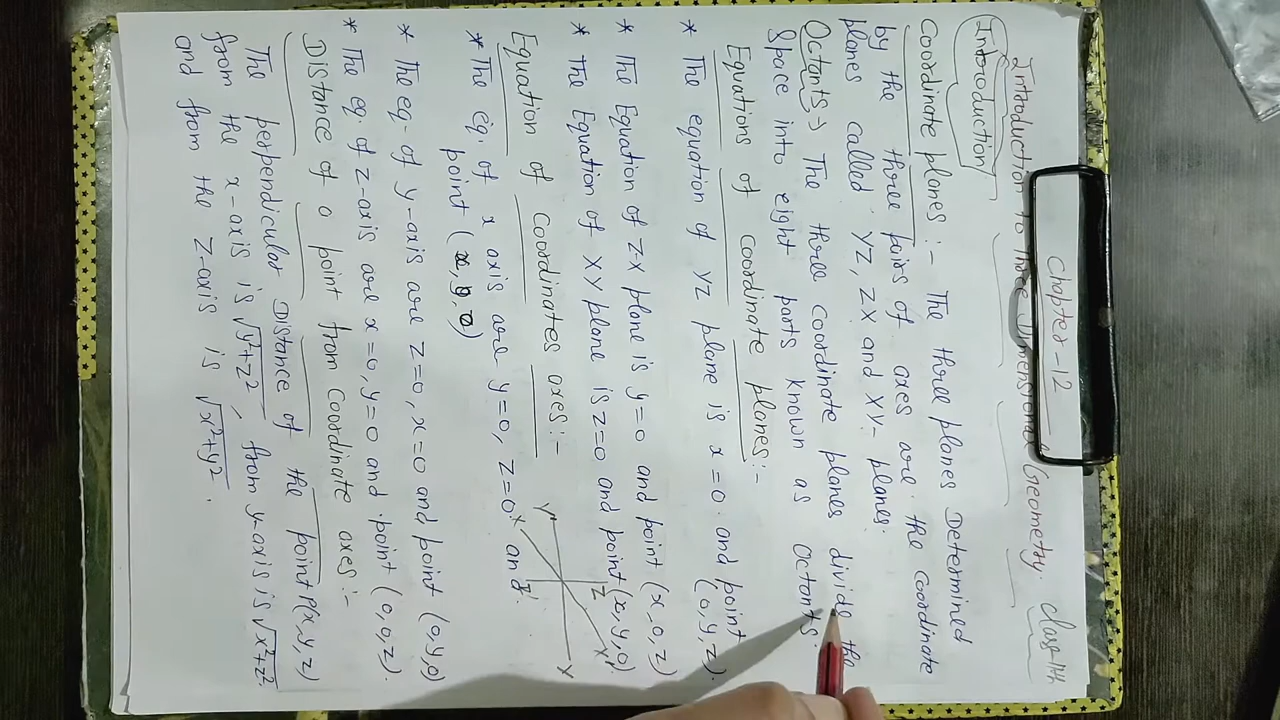 Chapter-12
Introduction to Three Dimensional Geometry. Class-11th
Introduction
Coordinate planes :- The three planes Determined
by the three pairs of axes are the coordinate
planes called YZ, ZX and XY- planes.
Octants → The three coordinate planes divide the
Space into eight parts known as Octants.
Equations of coordinate planes:-
* The equation of YZ plane is x=0 and point
(0,y,z).
* The Equation of Z-X plane is y=0 and point (x,0,z)
* The Equation of XY plane is z=0 and point (x,y,0)
Equation of coordinates axes:-
* The eq. of x axis are y=0, z=0 and
point (x,0,0)
X' Y' Z X' Z' Y
* The eq. of y-axis are z=0, x=0 and point (0,y,0)
* The eq. of z-axis are x=0, y=0 and point (0,0,z).
Distance of a point from coordinate axes:-
The perpendicular Distance of the point P(x,y,z)
from the x-axis is √y²+z², from y-axis is √x²+z²
and from the z-axis is √x²+y².